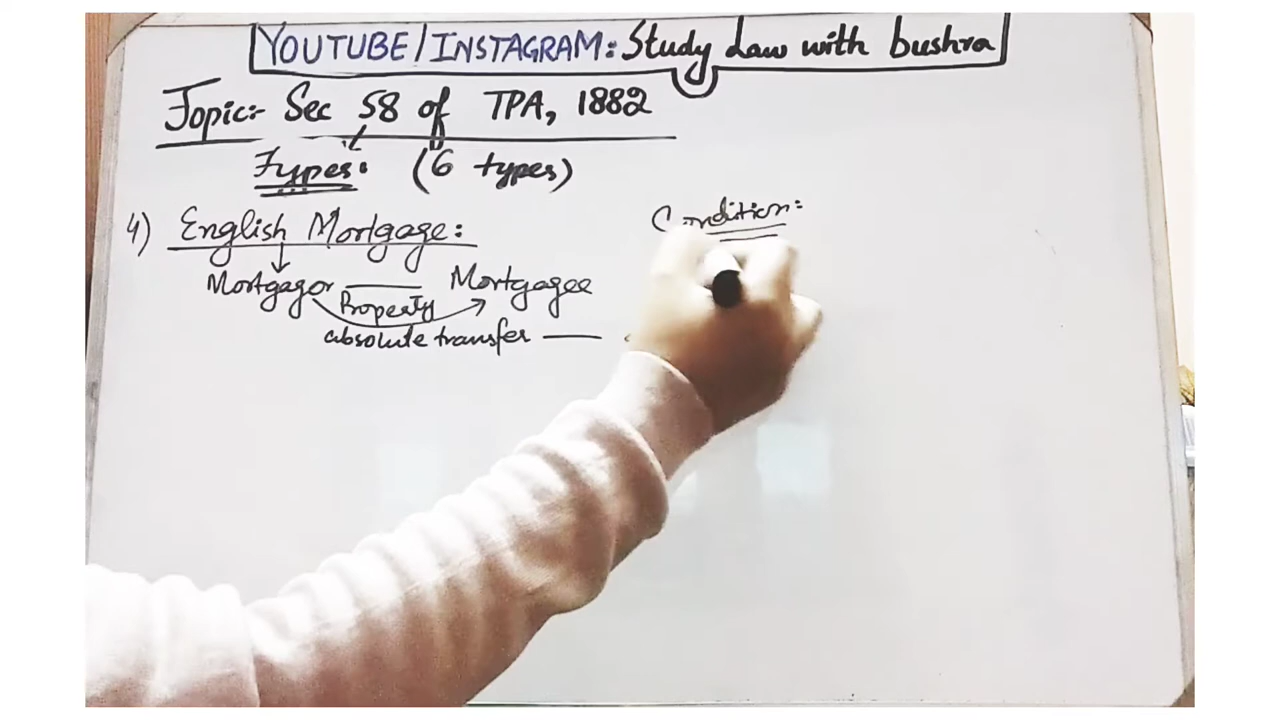 YOUTUBE/INSTAGRAM: Study Law with bushra
Topic:- Sec 58 of TPA, 1882
Types: (6 types)
4) English Mortgage:
Condition:
Mortgagor — Mortgagee
Property
absolute transfer —